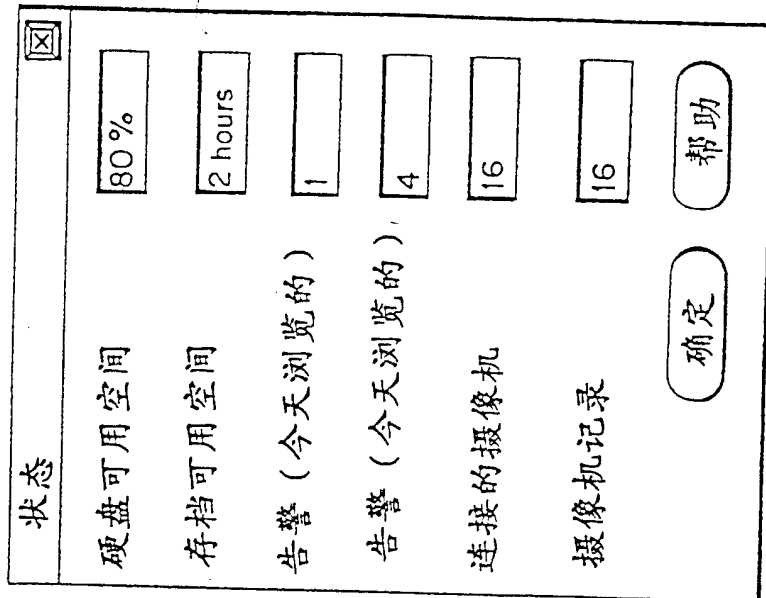 状态
硬盘可用空间 80%
存档可用空间 2 hours
告警（今天浏览的） 1
告警（今天浏览的） 4
连接的摄像机 16
摄像机记录 16
确定 帮助